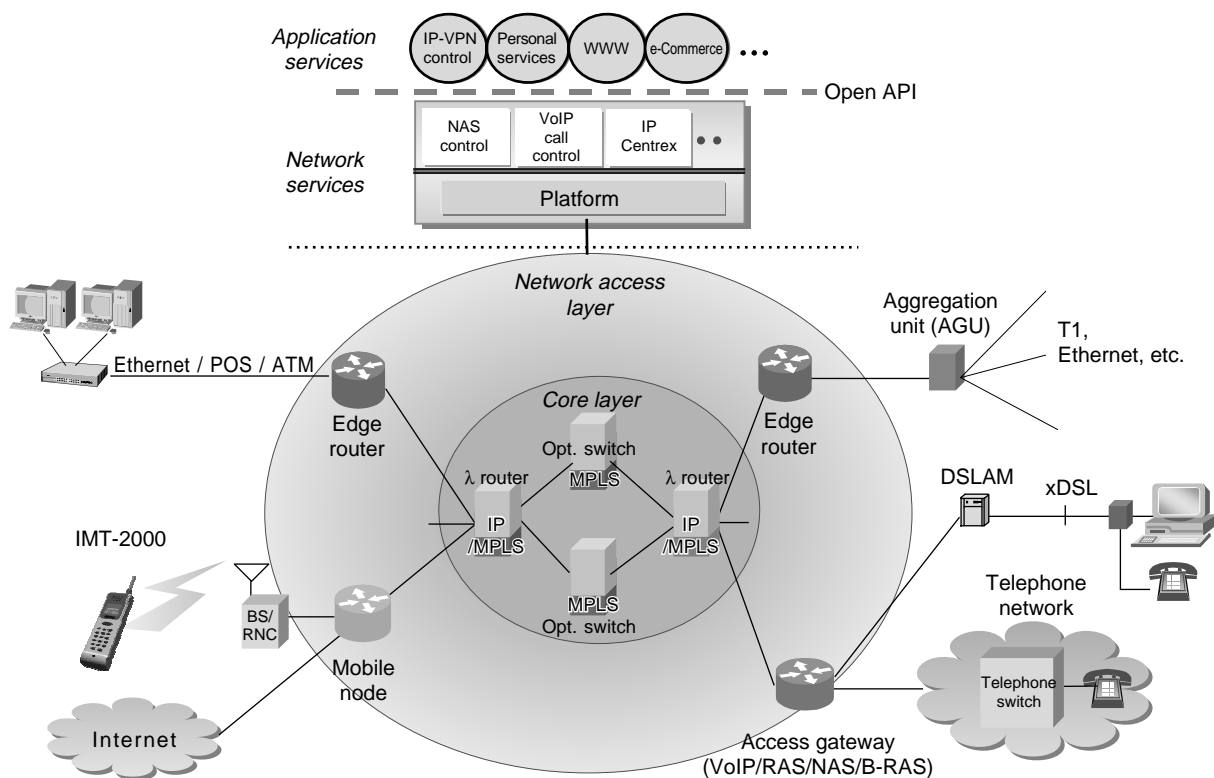 Application
services
IP-VPN
control
Personal
services
WWW
e-Commerce
Open API
Network
services
NAS
control
VoIP
call
control
IP
Centrex
Platform
Network access
layer
Ethernet / POS / ATM
Edge
router
Edge
router
Aggregation
unit (AGU)
T1,
Ethernet, etc.
Core layer
Opt. switch
MPLS
λ router
IP
/MPLS
λ router
IP
/MPLS
MPLS
Opt. switch
DSLAM
xDSL
IMT-2000
BS/
RNC
Mobile
node
Internet
Telephone
network
Telephone
switch
Access gateway
(VoIP/RAS/NAS/B-RAS)